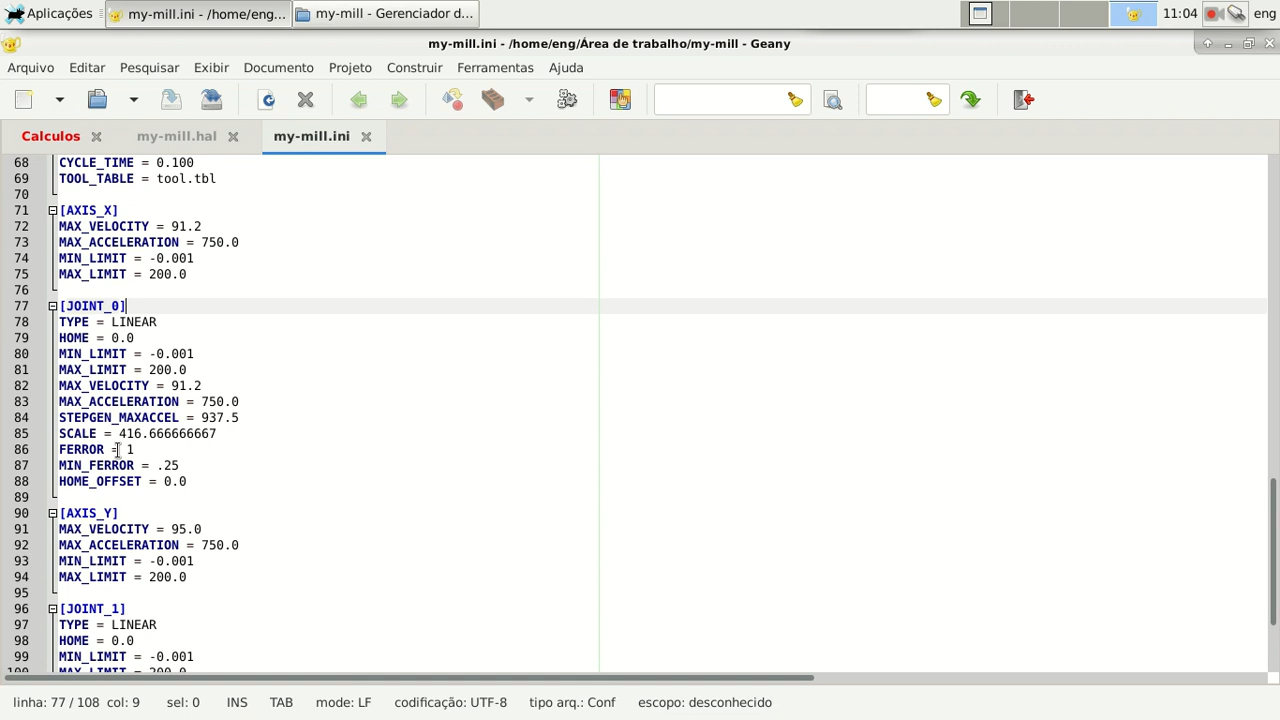 Aplicações
my-mill.ini - /home/eng...
my-mill - Gerenciador d...
11:04
eng
my-mill.ini - /home/eng/Área de trabalho/my-mill - Geany
Arquivo Editar Pesquisar Exibir Documento Projeto Construir Ferramentas Ajuda
Calculos my-mill.hal my-mill.ini
68 CYCLE_TIME = 0.100
69 TOOL_TABLE = tool.tbl
70
71 [AXIS_X]
72 MAX_VELOCITY = 91.2
73 MAX_ACCELERATION = 750.0
74 MIN_LIMIT = -0.001
75 MAX_LIMIT = 200.0
76
77 [JOINT_0]
78 TYPE = LINEAR
79 HOME = 0.0
80 MIN_LIMIT = -0.001
81 MAX_LIMIT = 200.0
82 MAX_VELOCITY = 91.2
83 MAX_ACCELERATION = 750.0
84 STEPGEN_MAXACCEL = 937.5
85 SCALE = 416.666666667
86 FERROR = 1
87 MIN_FERROR = .25
88 HOME_OFFSET = 0.0
89
90 [AXIS_Y]
91 MAX_VELOCITY = 95.0
92 MAX_ACCELERATION = 750.0
93 MIN_LIMIT = -0.001
94 MAX_LIMIT = 200.0
95
96 [JOINT_1]
97 TYPE = LINEAR
98 HOME = 0.0
99 MIN_LIMIT = -0.001
100 MAX_LIMIT = 200.0
linha: 77 / 108 col: 9 sel: 0 INS TAB mode: LF codificação: UTF-8 tipo arq.: Conf escopo: desconhecido